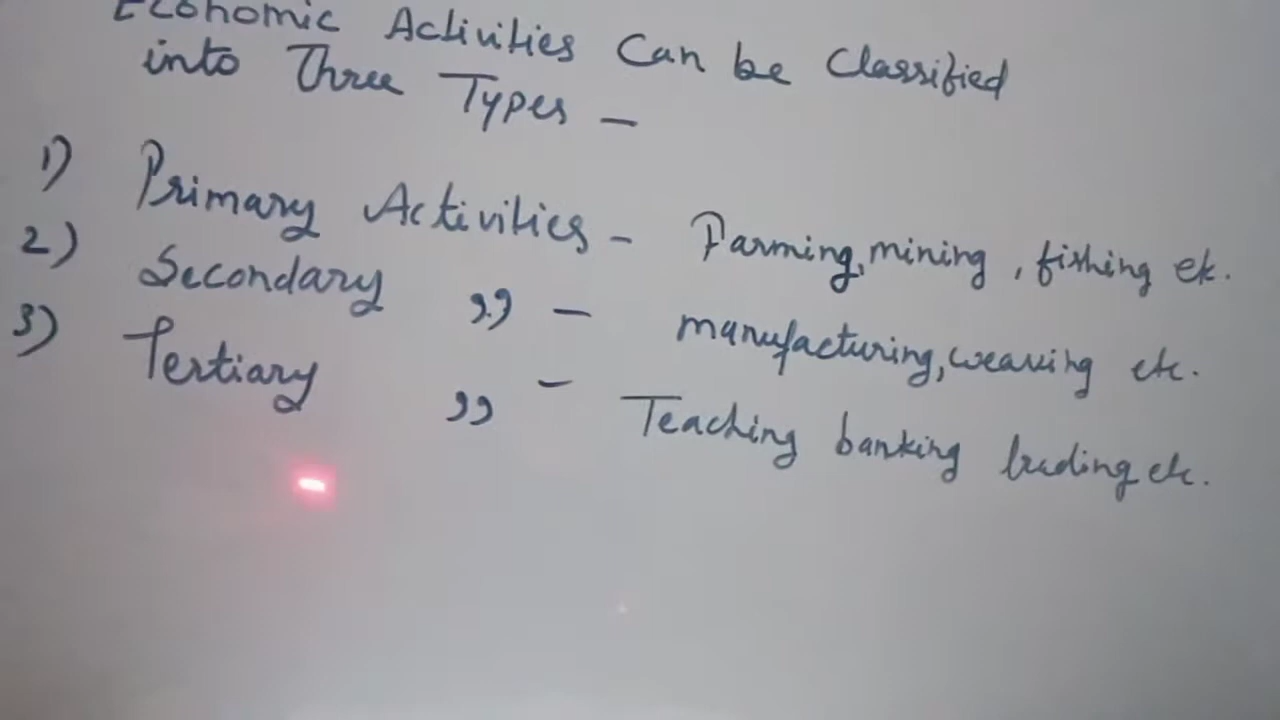 Economic Activities Can be Classified
into Three Types –
1) Primary Activities – Farming, mining, fishing etc.
2) Secondary ,, – manufacturing, weaving etc.
3) Tertiary ,, – Teaching banking trading etc.